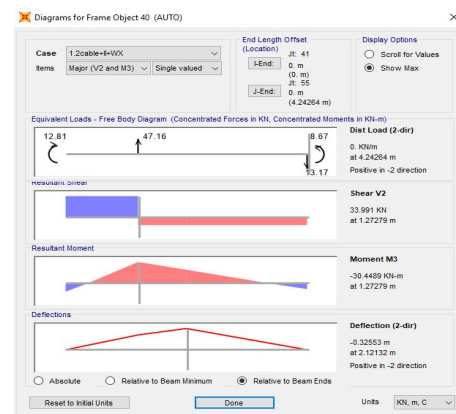 Diagrams for Frame Object 40 (AUTO)
Case 1.2cable+ll+WX
Items Major (V2 and M3) Single valued
End Length Offset
(Location)
Jt: 41
I-End: 0. m
(0. m)
Jt: 55
J-End: 0. m
(4.24264 m)
Display Options
Scroll for Values
Show Max
Equivalent Loads - Free Body Diagram (Concentrated Forces in KN, Concentrated Moments in KN-m)
12.81 47.16 8.67
13.17
Dist Load (2-dir)
0. KN/m
at 4.24264 m
Positive in -2 direction
Resultant Shear
Shear V2
33.991 KN
at 1.27279 m
Resultant Moment
Moment M3
-30.4489 KN-m
at 1.27279 m
Deflections
Deflection (2-dir)
-0.32553 m
at 2.12132 m
Positive in -2 direction
Absolute Relative to Beam Minimum Relative to Beam Ends
Reset to Initial Units Done Units KN, m, C